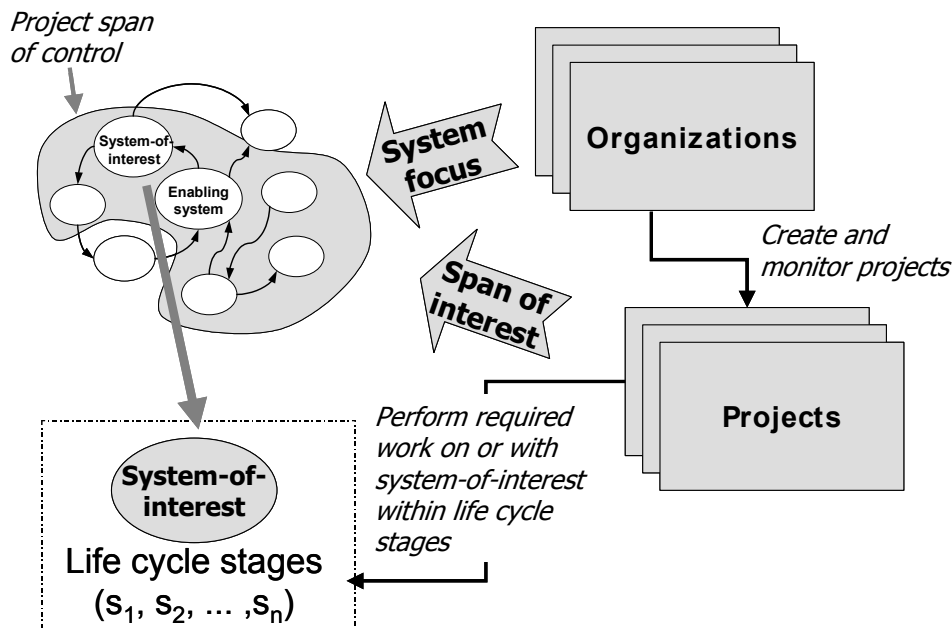 Project span
of control
System-of-
interest
Enabling
system
System
focus
Organizations
Create and
monitor projects
Span of
interest
Projects
Perform required
work on or with
system-of-interest
within life cycle
stages
System-of-
interest
Life cycle stages
(s₁, s₂, ... ,sₙ)